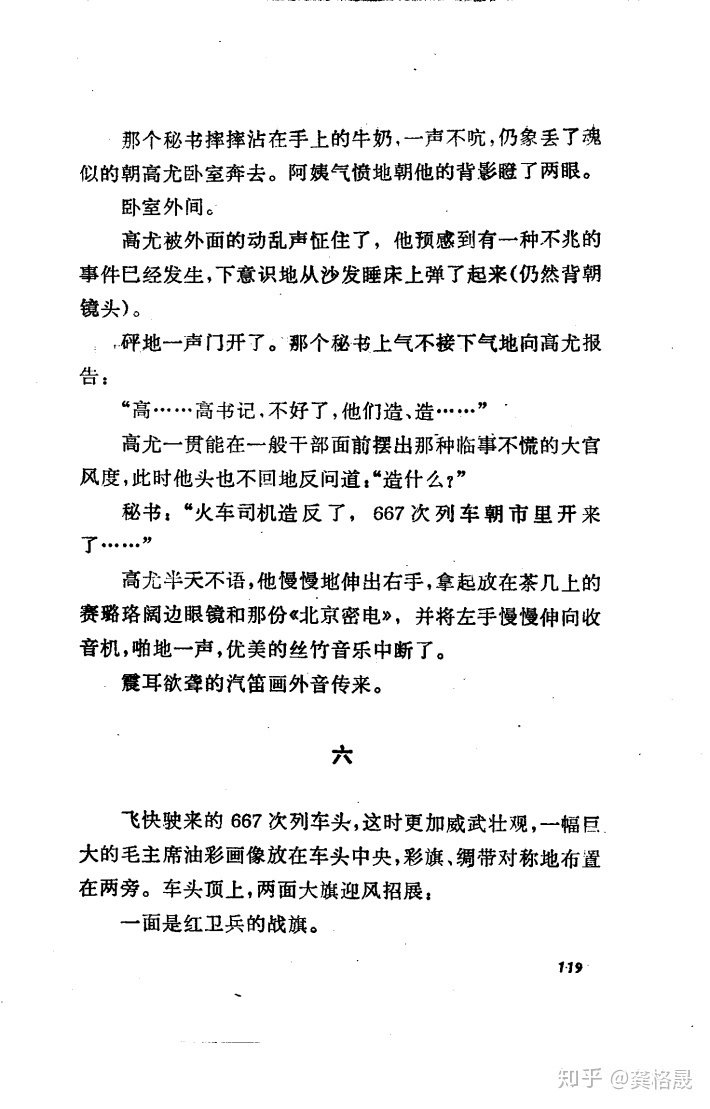 那个秘书摔摔沾在手上的牛奶，一声不吭，仍象丢了魂
似的朝高尤卧室奔去。阿姨气愤地朝他的背影瞪了两眼。
卧室外间。
高尤被外面的动乱声怔住了，他预感到有一种不兆的
事件已经发生，下意识地从沙发睡床上弹了起来（仍然背朝
镜头）。
砰地一声门开了。那个秘书上气不接下气地向高尤报
告：
“高……高书记，不好了，他们造、造……”
高尤一贯能在一般干部面前摆出那种临事不慌的大官
风度，此时他头也不回地反问道：“造什么？”
秘书：“火车司机造反了，667次列车朝市里开来
了……”
高尤半天不语，他慢慢地伸出右手，拿起放在茶几上的
赛璐珞阔边眼镜和那份《北京密电》，并将左手慢慢伸向收
音机，啪地一声，优美的丝竹音乐中断了。
震耳欲聋的汽笛画外音传来。
六
飞快驶来的667次列车头，这时更加威武壮观，一幅巨
大的毛主席油彩画像放在车头中央，彩旗、绸带对称地布置
在两旁。车头顶上，两面大旗迎风招展：
一面是红卫兵的战旗。
119
知乎 @龚格晟